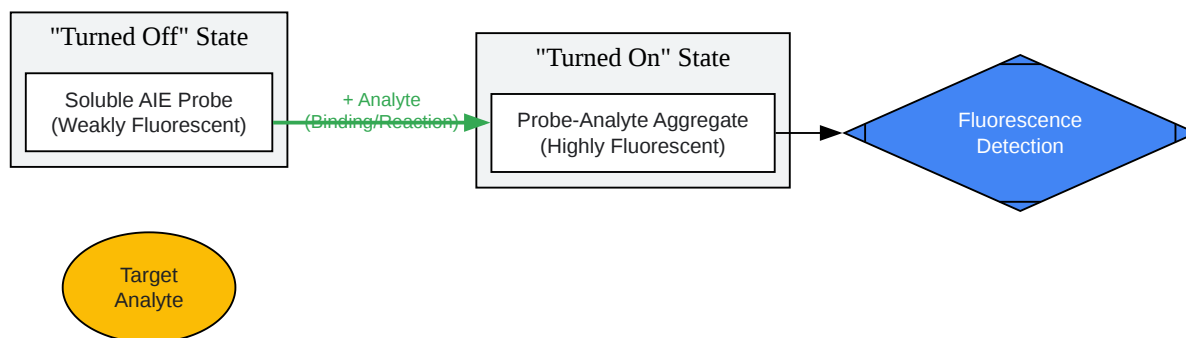 "Turned Off" State
Soluble AIE Probe
(Weakly Fluorescent)
+ Analyte
(Binding/Reaction)
"Turned On" State
Probe-Analyte Aggregate
(Highly Fluorescent)
Fluorescence
Detection
Target
Analyte